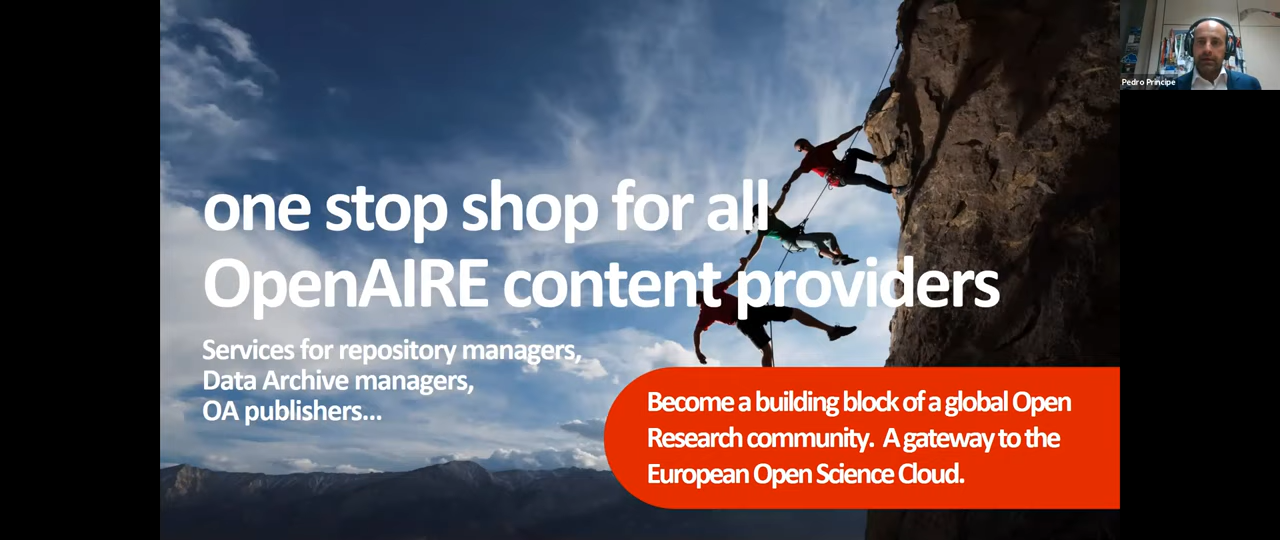 one stop shop for all
OpenAIRE content providers
Services for repository managers,
Data Archive managers,
OA publishers...
Become a building block of a global Open
Research community. A gateway to the
European Open Science Cloud.
Pedro Principe